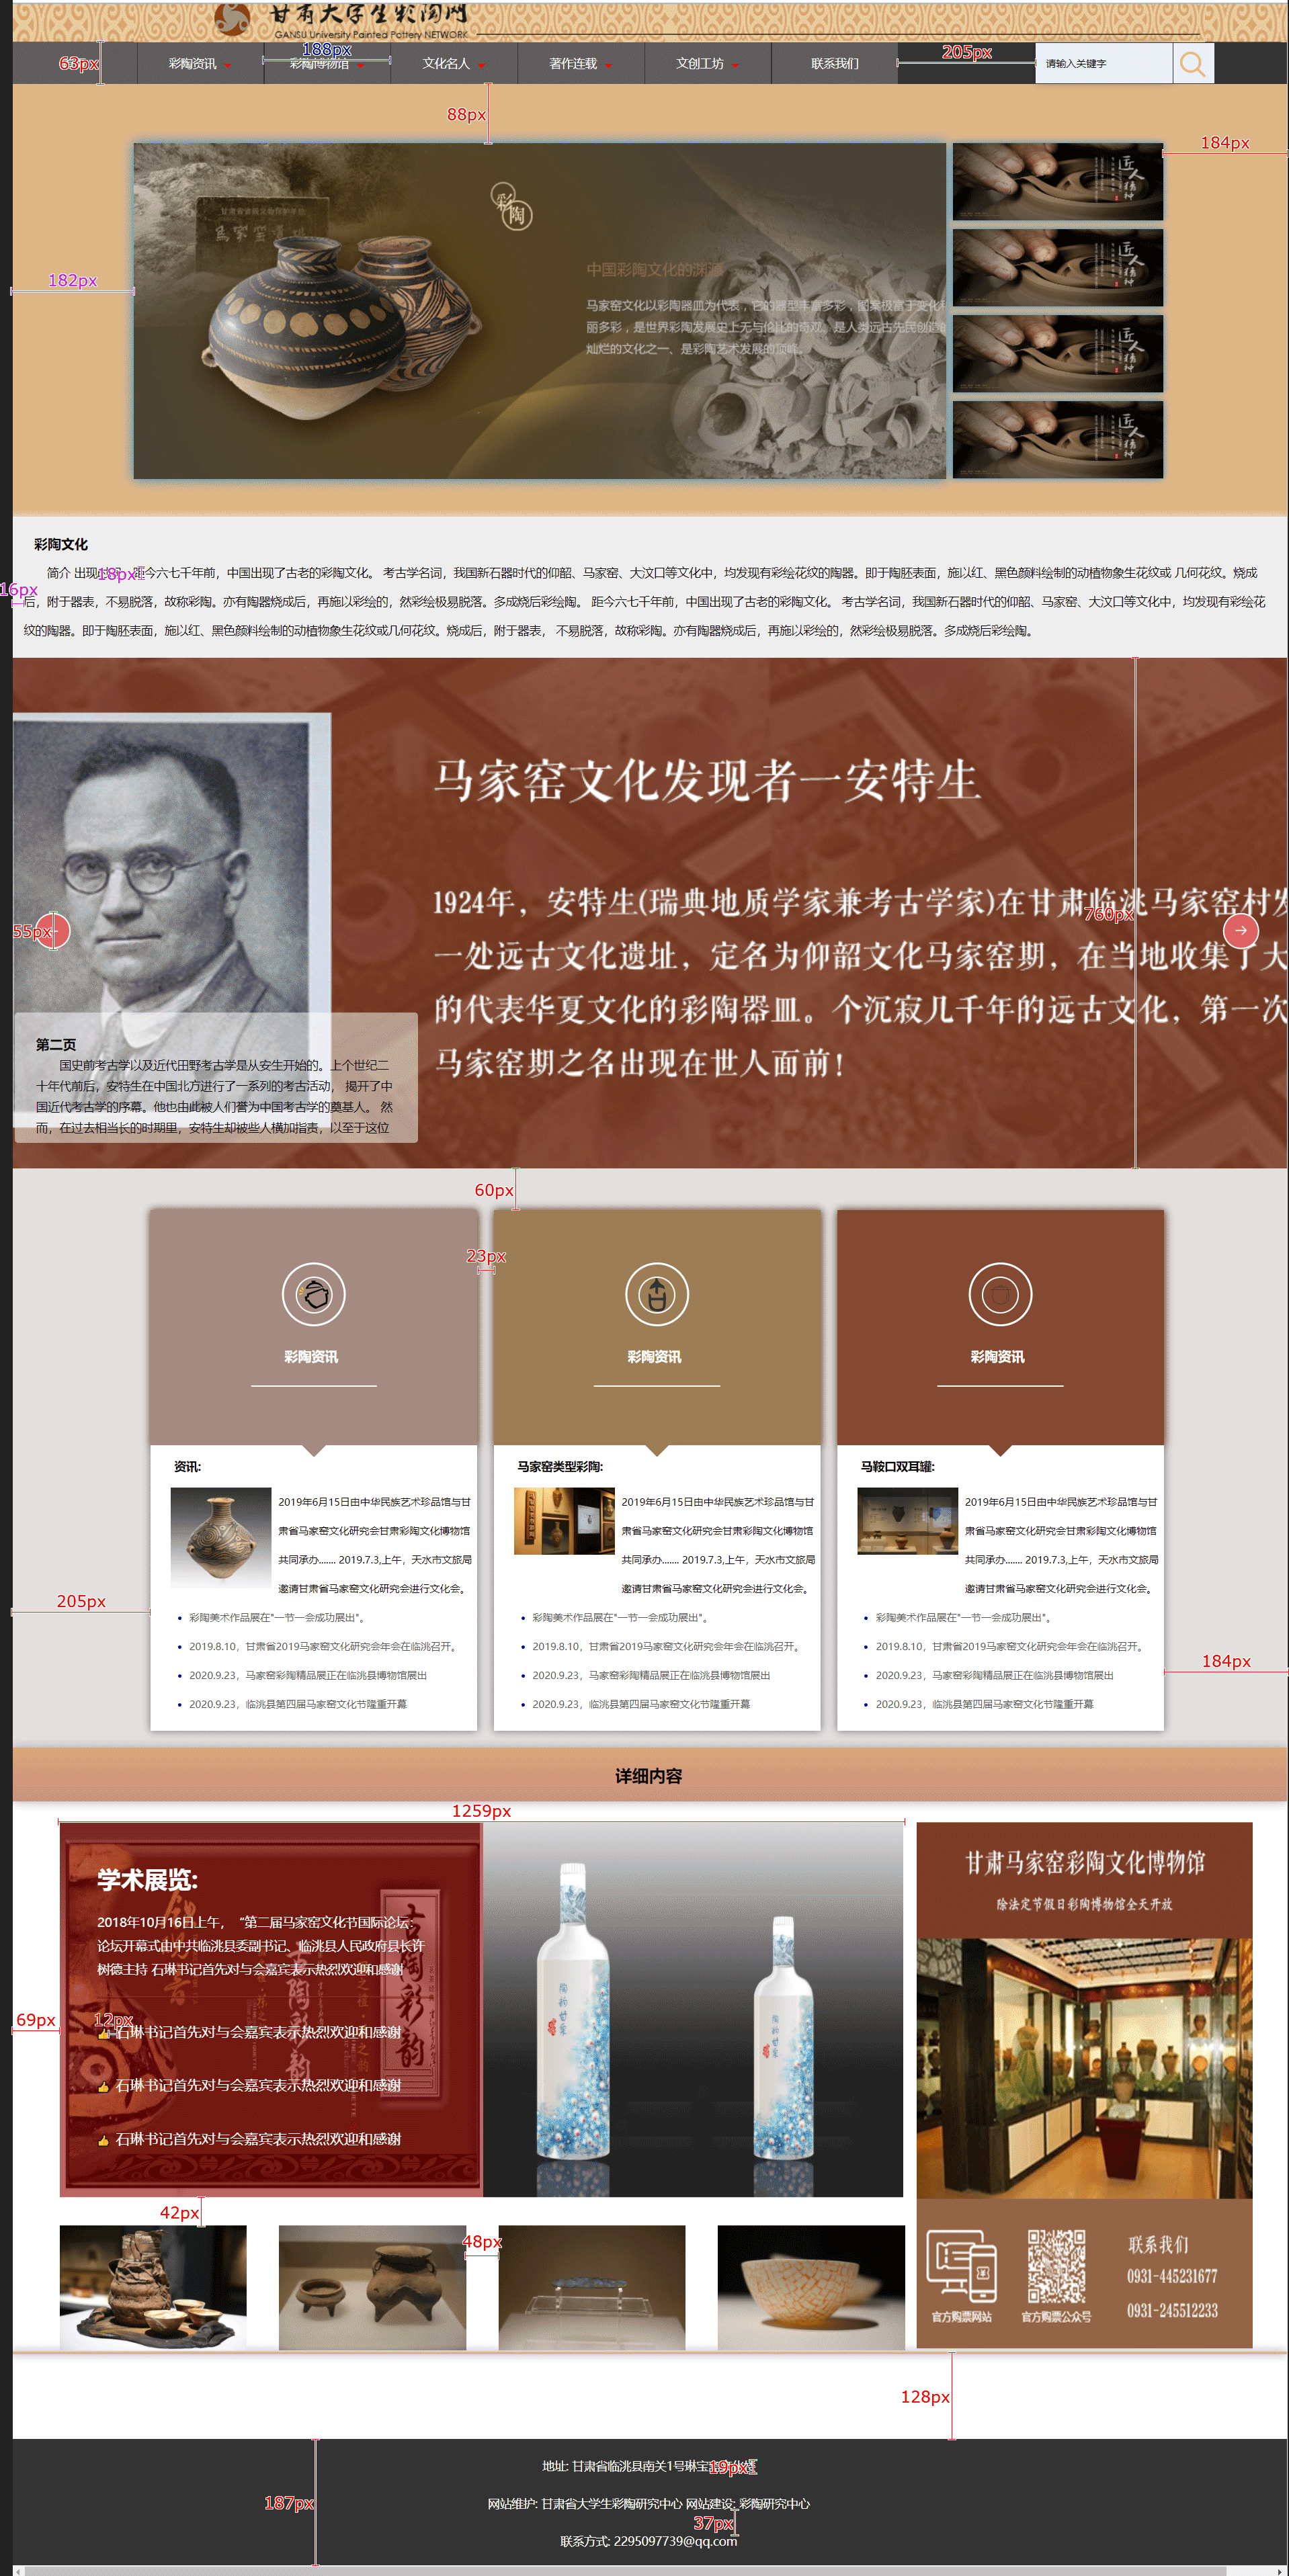 甘肃大学生彩陶网
GANSU University Painted Pottery NETWORK
63px
彩陶资讯
188px
彩陶博物馆
文化名人
著作连载
文创工坊
联系我们
205px
请输入关键字
88px
184px
182px
彩陶
中国彩陶文化的渊源
马家窑文化以彩陶器皿为代表，它的器型丰富多彩，图案极富于变化和
丽多彩，是世界彩陶发展史上无与伦比的奇观。是人类远古先民创造的
灿烂的文化之一、是彩陶艺术发展的顶峰。
匠人精神
匠人精神
匠人精神
匠人精神
彩陶文化
18px
16px
简介 出现 今六七千年前，中国出现了古老的彩陶文化。 考古学名词，我国新石器时代的仰韶、马家窑、大汶口等文化中，均发现有彩绘花纹的陶器。即于陶胚表面，施以红、黑色颜料绘制的动植物象生花纹或 几何花纹。烧成
后，附于器表，不易脱落，故称彩陶。亦有陶器烧成后，再施以彩绘的，然彩绘极易脱落。多成烧后彩绘陶。 距今六七千年前，中国出现了古老的彩陶文化。 考古学名词，我国新石器时代的仰韶、马家窑、大汶口等文化中，均发现有彩绘花
纹的陶器。即于陶胚表面，施以红、黑色颜料绘制的动植物象生花纹或几何花纹。烧成后，附于器表， 不易脱落，故称彩陶。亦有陶器烧成后，再施以彩绘的，然彩绘极易脱落。多成烧后彩绘陶。
马家窑文化发现者一安特生
1924年，安特生(瑞典地质学家兼考古学家)在甘肃临洮马家窑村发
760px
55px
一处远古文化遗址，定名为仰韶文化马家窑期，在当地收集了大
的代表华夏文化的彩陶器皿。个沉寂几千年的远古文化，第一次
马家窑期之名出现在世人面前！
第二页
国史前考古学以及近代田野考古学是从安生开始的。上个世纪二
十年代前后，安特生在中国北方进行了一系列的考古活动， 揭开了中
国近代考古学的序幕。他也由此被人们誉为中国考古学的奠基人。 然
而，在过去相当长的时期里，安特生却被些人横加指责，以至于这位
60px
23px
彩陶资讯
彩陶资讯
彩陶资讯
资讯:
2019年6月15日由中华民族艺术珍品馆与甘
肃省马家窑文化研究会甘肃彩陶文化博物馆
共同承办....... 2019.7.3,上午，天水市文旅局
邀请甘肃省马家窑文化研究会进行文化会。
彩陶美术作品展在"一节一会成功展出"。
2019.8.10，甘肃省2019马家窑文化研究会年会在临洮召开。
2020.9.23，马家窑彩陶精品展正在临洮县博物馆展出
2020.9.23，临洮县第四届马家窑文化节隆重开幕
马家窑类型彩陶:
2019年6月15日由中华民族艺术珍品馆与甘
肃省马家窑文化研究会甘肃彩陶文化博物馆
共同承办....... 2019.7.3,上午，天水市文旅局
邀请甘肃省马家窑文化研究会进行文化会。
彩陶美术作品展在"一节一会成功展出"。
2019.8.10，甘肃省2019马家窑文化研究会年会在临洮召开。
2020.9.23，马家窑彩陶精品展正在临洮县博物馆展出
2020.9.23，临洮县第四届马家窑文化节隆重开幕
马鞍口双耳罐:
2019年6月15日由中华民族艺术珍品馆与甘
肃省马家窑文化研究会甘肃彩陶文化博物馆
共同承办....... 2019.7.3,上午，天水市文旅局
邀请甘肃省马家窑文化研究会进行文化会。
彩陶美术作品展在"一节一会成功展出"。
2019.8.10，甘肃省2019马家窑文化研究会年会在临洮召开。
2020.9.23，马家窑彩陶精品展正在临洮县博物馆展出
2020.9.23，临洮县第四届马家窑文化节隆重开幕
205px
184px
详细内容
1259px
学术展览:
2018年10月16日上午， “第二届马家窑文化节国际论坛：
论坛开幕式由中共临洮县委副书记、临洮县人民政府县长许
树德主持 石琳书记首先对与会嘉宾表示热烈欢迎和感谢
古陶彩韵
69px
12px
石琳书记首先对与会嘉宾表示热烈欢迎和感谢
石琳书记首先对与会嘉宾表示热烈欢迎和感谢
石琳书记首先对与会嘉宾表示热烈欢迎和感谢
甘肃马家窑彩陶文化博物馆
除法定节假日彩陶博物馆全天开放
42px
48px
联系我们
0931-445231677
0931-245512233
官方购票网站
官方购票公众号
128px
地址: 甘肃省临洮县南关1号琳宝
19px
187px
网站维护: 甘肃省大学生彩陶研究中心 网站建设: 彩陶研究中心
37px
联系方式: 2295097739@qq.com